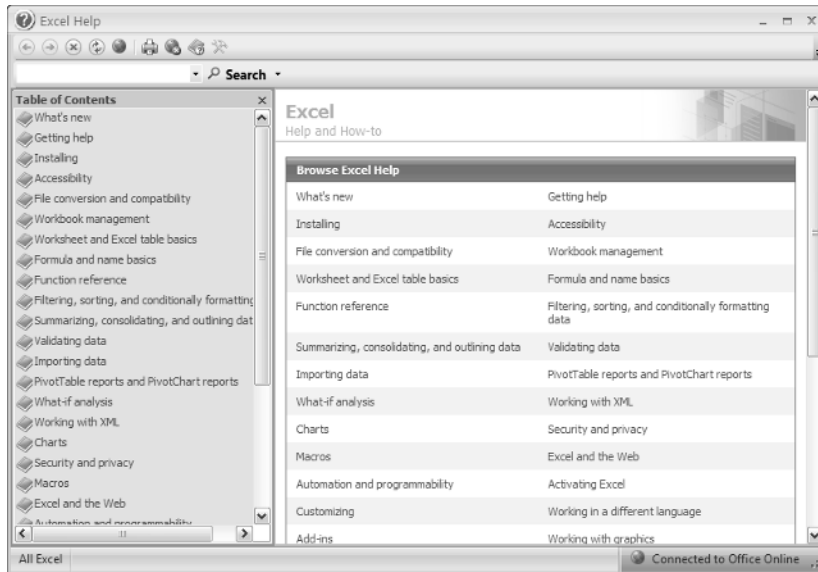 Excel Help
Search
Table of Contents
What's new
Getting help
Installing
Accessibility
File conversion and compatibility
Workbook management
Worksheet and Excel table basics
Formula and name basics
Function reference
Filtering, sorting, and conditionally formatting
Summarizing, consolidating, and outlining dat
Validating data
Importing data
PivotTable reports and PivotChart reports
What-if analysis
Working with XML
Charts
Security and privacy
Macros
Excel and the Web
Automation and programmability
Excel
Help and How-to
Browse Excel Help
What's new Getting help
Installing Accessibility
File conversion and compatibility Workbook management
Worksheet and Excel table basics Formula and name basics
Function reference Filtering, sorting, and conditionally formatting
data
Summarizing, consolidating, and outlining data Validating data
Importing data PivotTable reports and PivotChart reports
What-if analysis Working with XML
Charts Security and privacy
Macros Excel and the Web
Automation and programmability Activating Excel
Customizing Working in a different language
Add-ins Working with graphics
All Excel Connected to Office Online